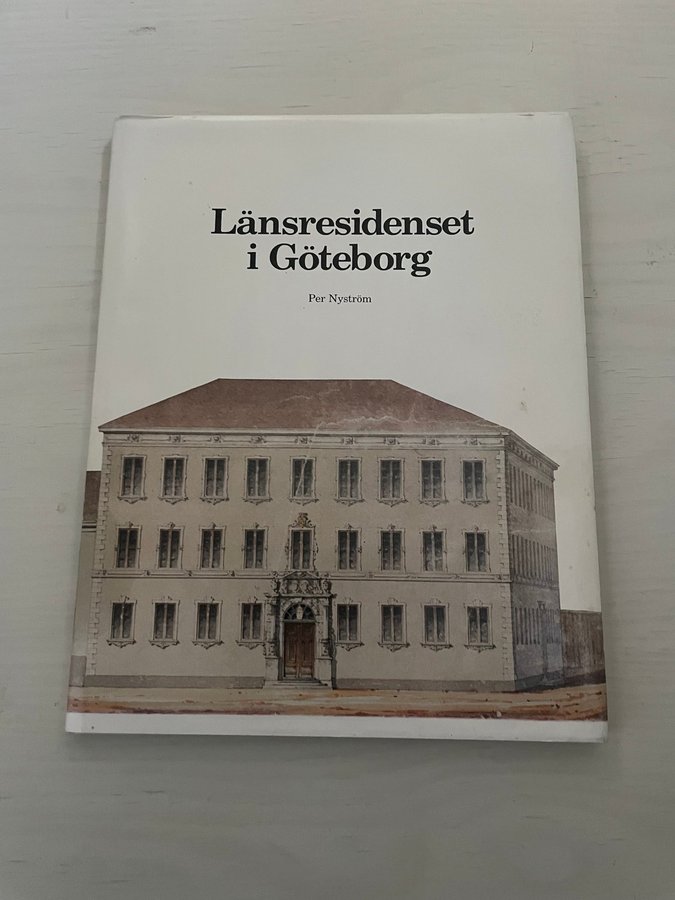 Länsresidenset
i Göteborg
Per Nyström